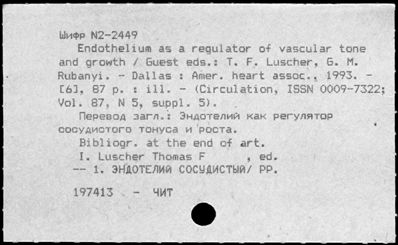 Шифр N2-2449
Endothelium as a regulator of vascular tone
and growth / Guest eds.: T. F. Luscher, G. M.
Rubanyi. - Dallas : Amer. heart assoc., 1993. -
[6], 87 p. : ill. - (Circulation, ISSN 0009-7322;
Vol. 87, N 5, suppl. 5).
Перевод загл.: Эндотелий как регулятор
сосудистого тонуса и роста.
Bibliogr. at the end of art.
I. Luscher Thomas F , ed.
-- 1. ЭНДОТЕЛИЙ СОСУДИСТЫЙ/ РР.
197413 - ЧИТ